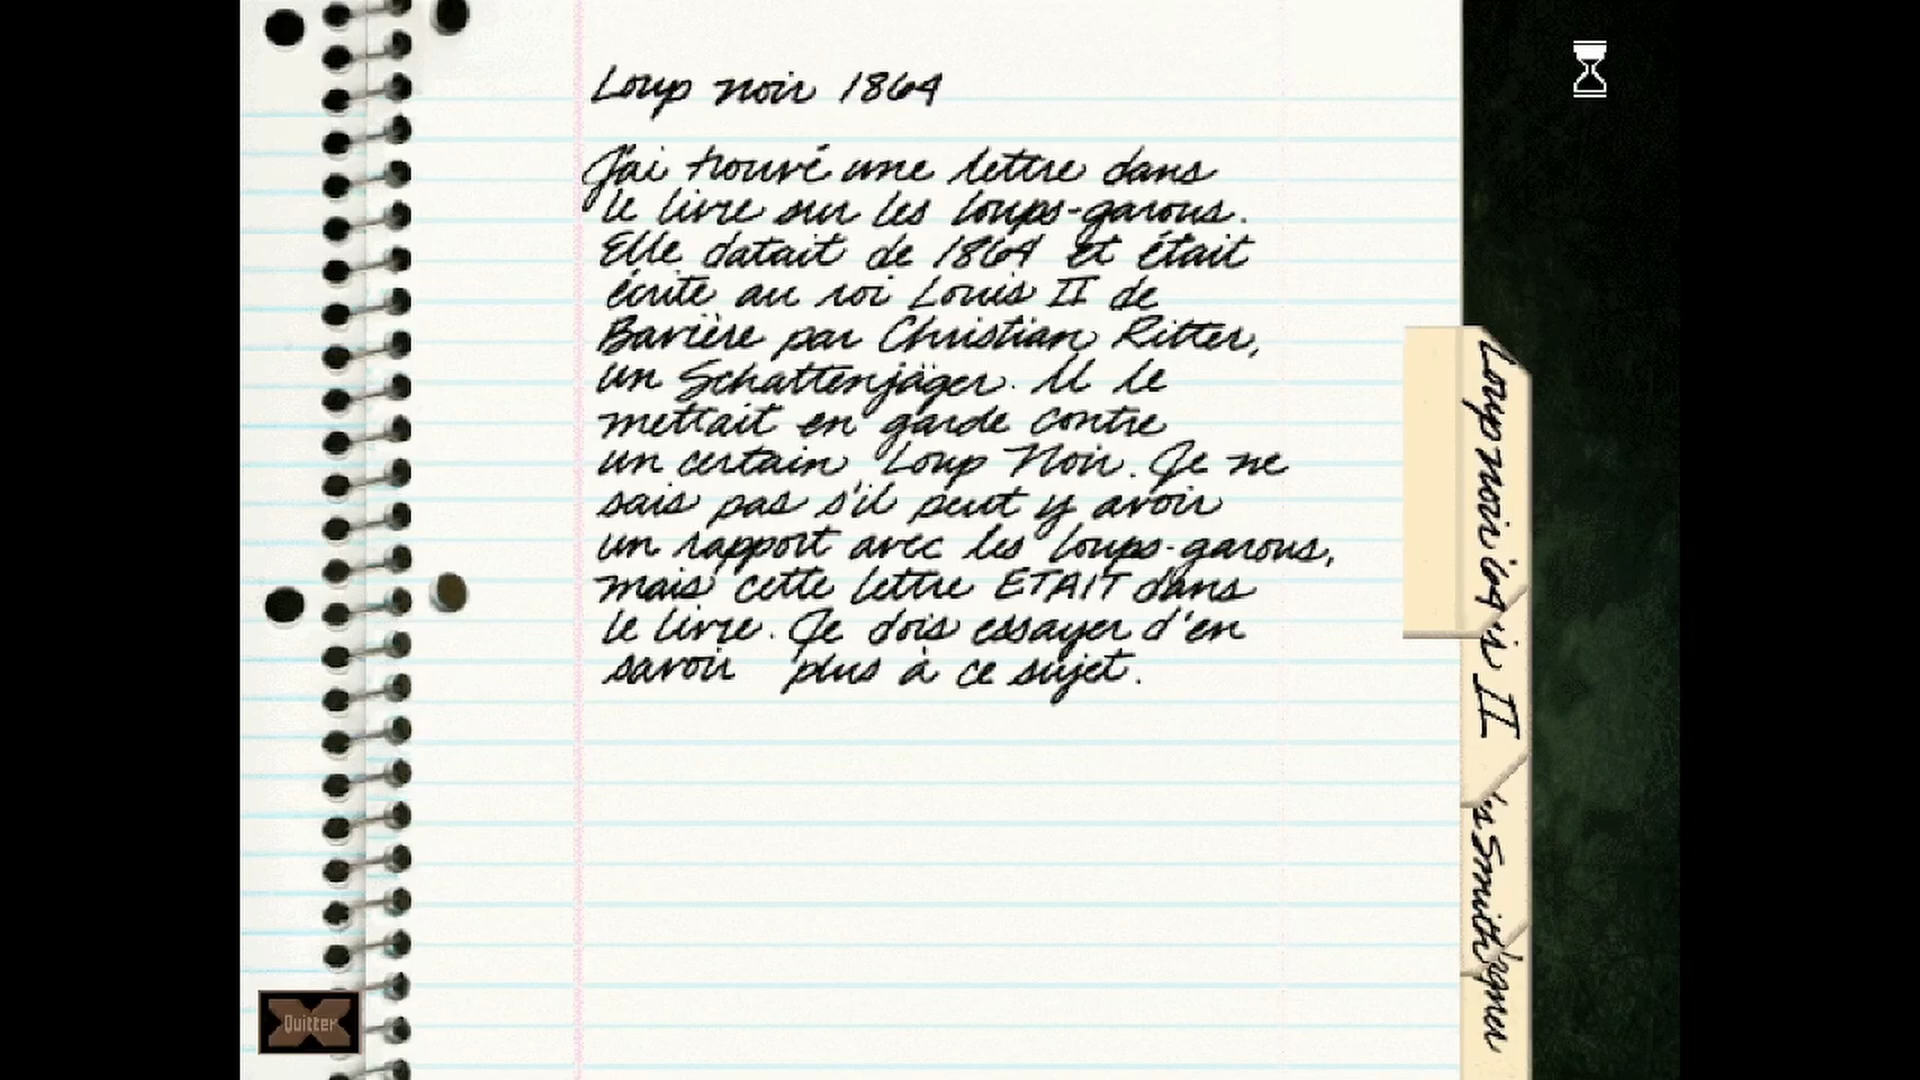 Loup noir 1864
J'ai trouvé une lettre dans
le livre sur les loups-garous.
Elle datait de 1864 et était
écrite au roi Louis II de
Bavière par Christian Ritter,
un Schattenjäger. Il le
mettait en garde contre
un certain Loup Noir. Je ne
sais pas s'il peut y avoir
un rapport avec les loups-garous,
mais cette lettre ETAIT dans
le livre. Je dois essayer d'en
savoir plus à ce sujet.
Loup noir 1864
II
Smith
Quitter